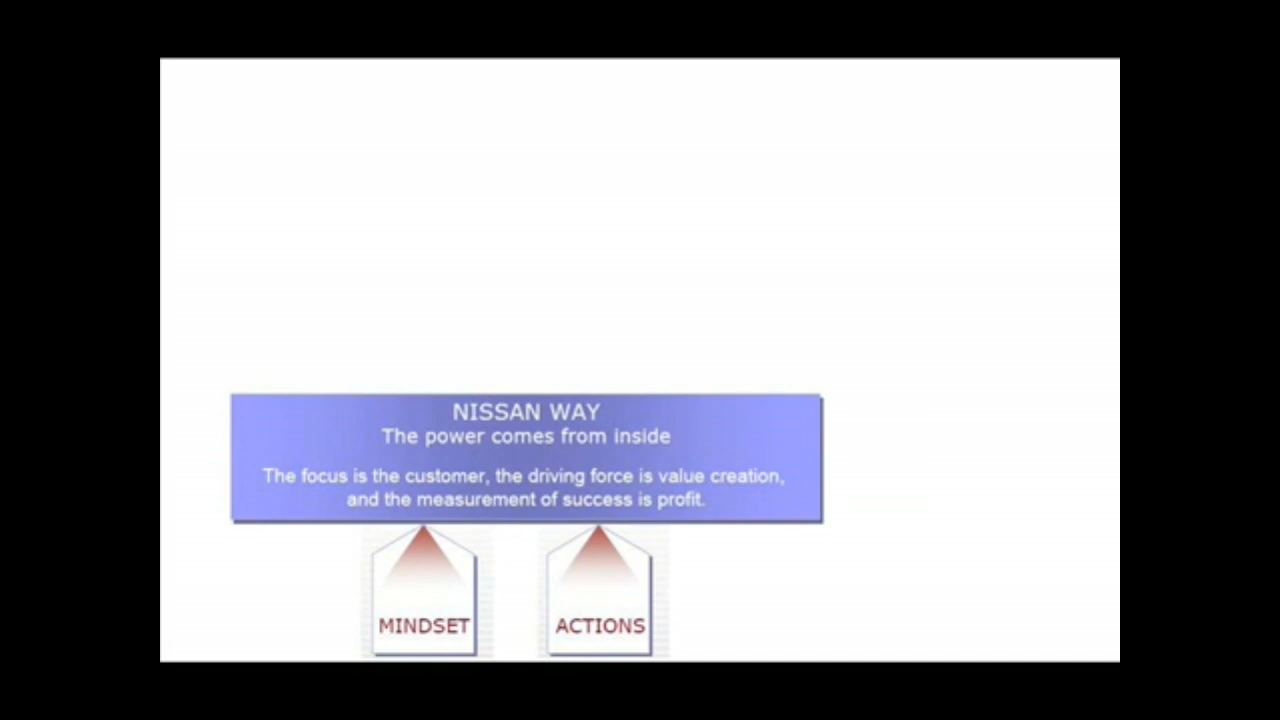 NISSAN WAY
The power comes from inside
The focus is the customer, the driving force is value creation,
and the measurement of success is profit.
MINDSET
ACTIONS